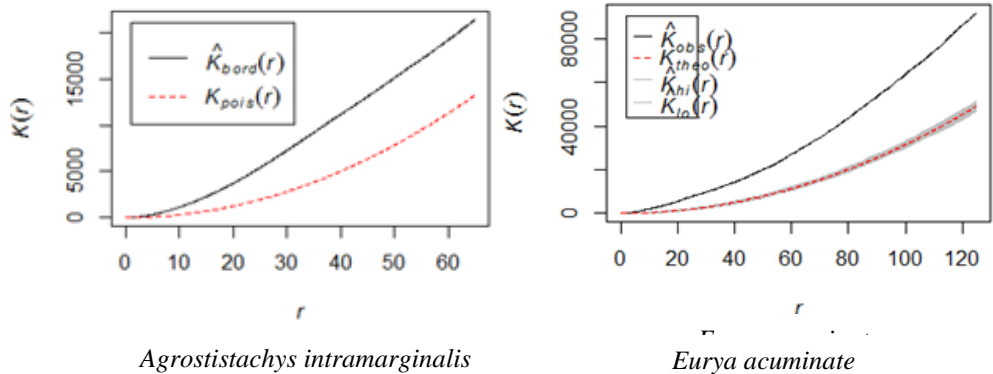 K̂bord(r)
Kpois(r)
K(r)
0 5000 15000
0 10 20 30 40 50 60
r
Agrostistachys intramarginalis
K̂obs(r)
Ktheo(r)
K̂hi(r)
K̂lo(r)
K(r)
0 40000 80000
0 20 40 60 80 100 120
r
Eurya acuminate